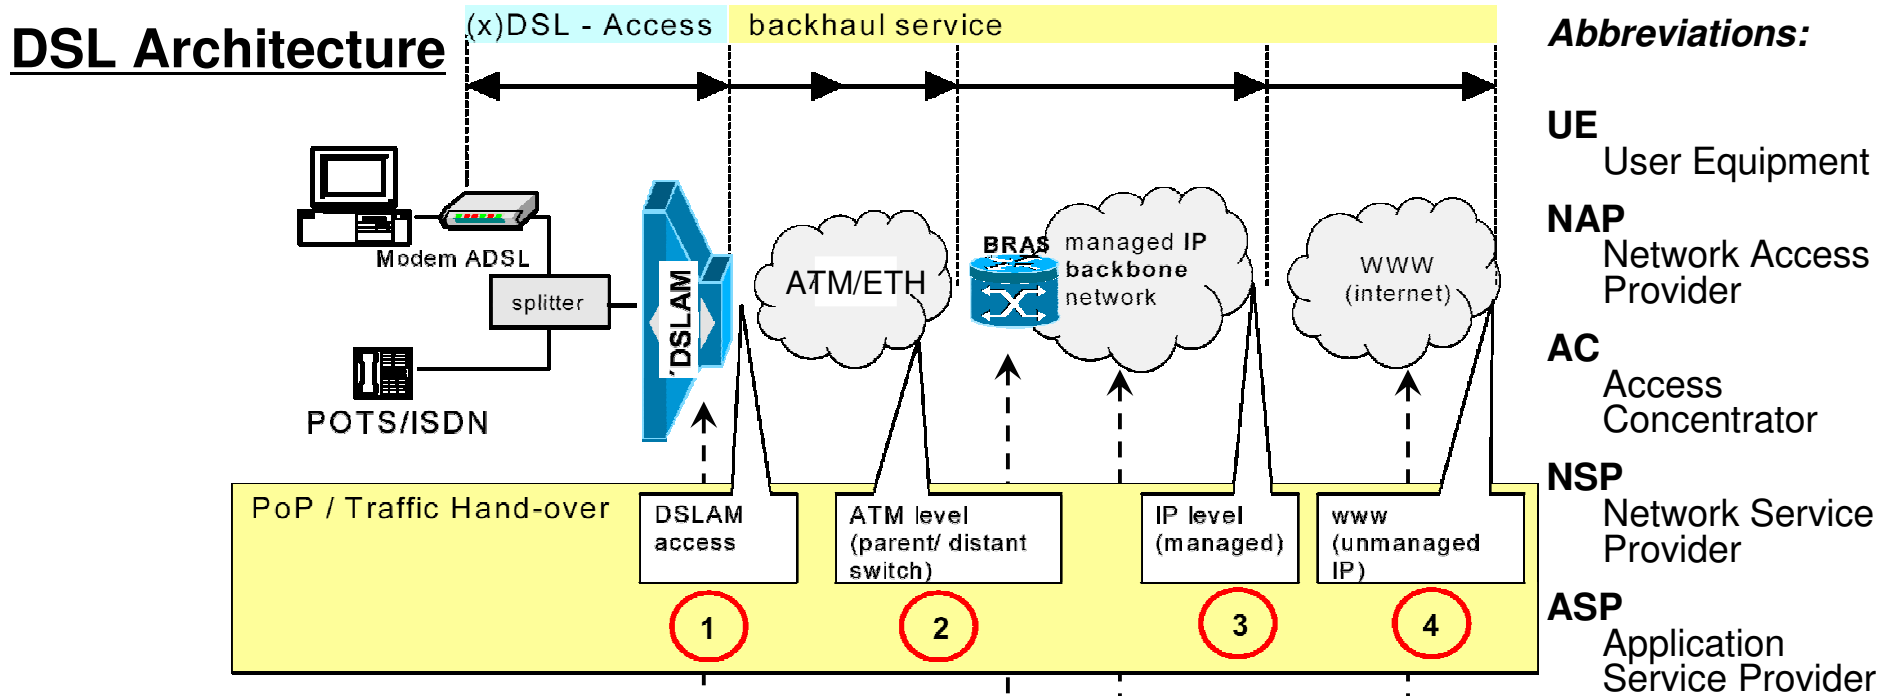 DSL Architecture
(x)DSL - Access
backhaul service
Modem ADSL
splitter
POTS/ISDN
'DSLAM
ATM/ETH
BRAS
managed IP
backbone
network
WWW
(internet)
PoP / Traffic Hand-over
DSLAM
access
ATM level
(parent/ distant
switch)
IP level
(managed)
www
(unmanaged
IP)
1
2
3
4
Abbreviations:
UE
User Equipment
NAP
Network Access
Provider
AC
Access
Concentrator
NSP
Network Service
Provider
ASP
Application
Service Provider